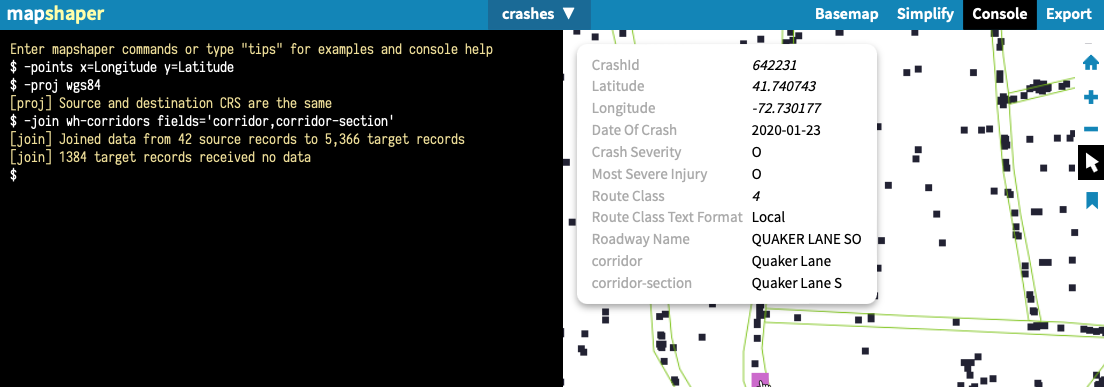 mapshaper
crashes ▼
Basemap Simplify Console Export
Enter mapshaper commands or type "tips" for examples and console help
$ -points x=Longitude y=Latitude
$ -proj wgs84
[proj] Source and destination CRS are the same
$ -join wh-corridors fields='corridor,corridor-section'
[join] Joined data from 42 source records to 5,366 target records
[join] 1384 target records received no data
$
CrashId 642231
Latitude 41.740743
Longitude -72.730177
Date Of Crash 2020-01-23
Crash Severity O
Most Severe Injury O
Route Class 4
Route Class Text Format Local
Roadway Name QUAKER LANE SO
corridor Quaker Lane
corridor-section Quaker Lane S